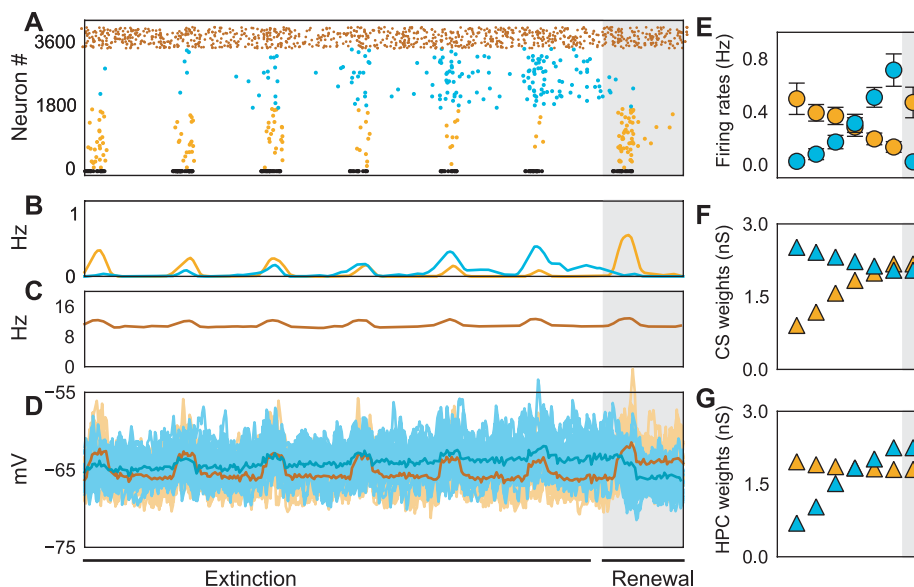 A
Neuron #
3600
1800
0
B
Hz
1
0
C
Hz
16
8
0
D
mV
−55
−65
−75
Extinction
Renewal
E
Firing rates (Hz)
0.8
0.4
0.0
F
CS weights (nS)
3.0
1.5
0.0
G
HPC weights (nS)
3.0
1.5
0.0